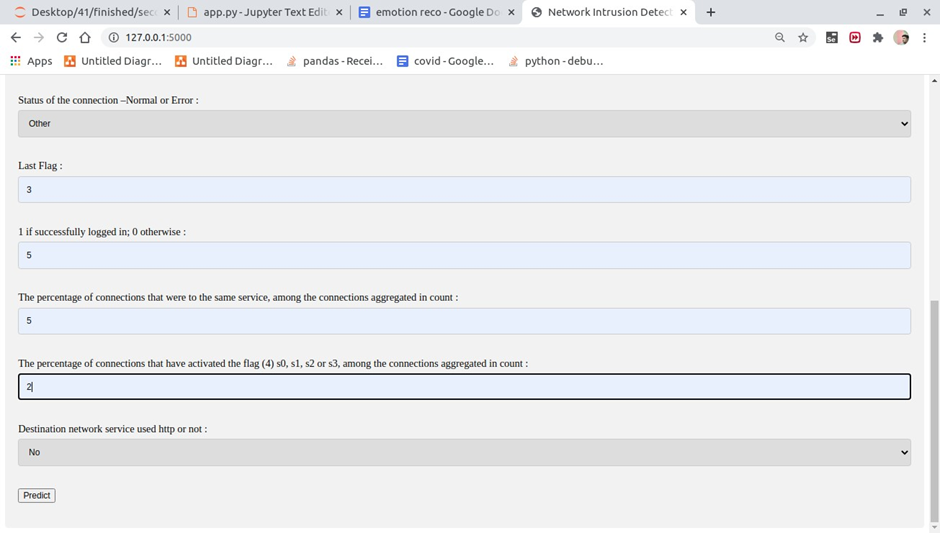 Desktop/41/finished/seco
app.py - Jupyter Text Edit
emotion reco - Google Do
Network Intrusion Detect
127.0.0.1:5000
Apps
Untitled Diagr...
Untitled Diagr...
pandas - Recei...
covid - Google...
python - debu...
Status of the connection –Normal or Error :
Other
Last Flag :
3
1 if successfully logged in; 0 otherwise :
5
The percentage of connections that were to the same service, among the connections aggregated in count :
5
The percentage of connections that have activated the flag (4) s0, s1, s2 or s3, among the connections aggregated in count :
2
Destination network service used http or not :
No
Predict